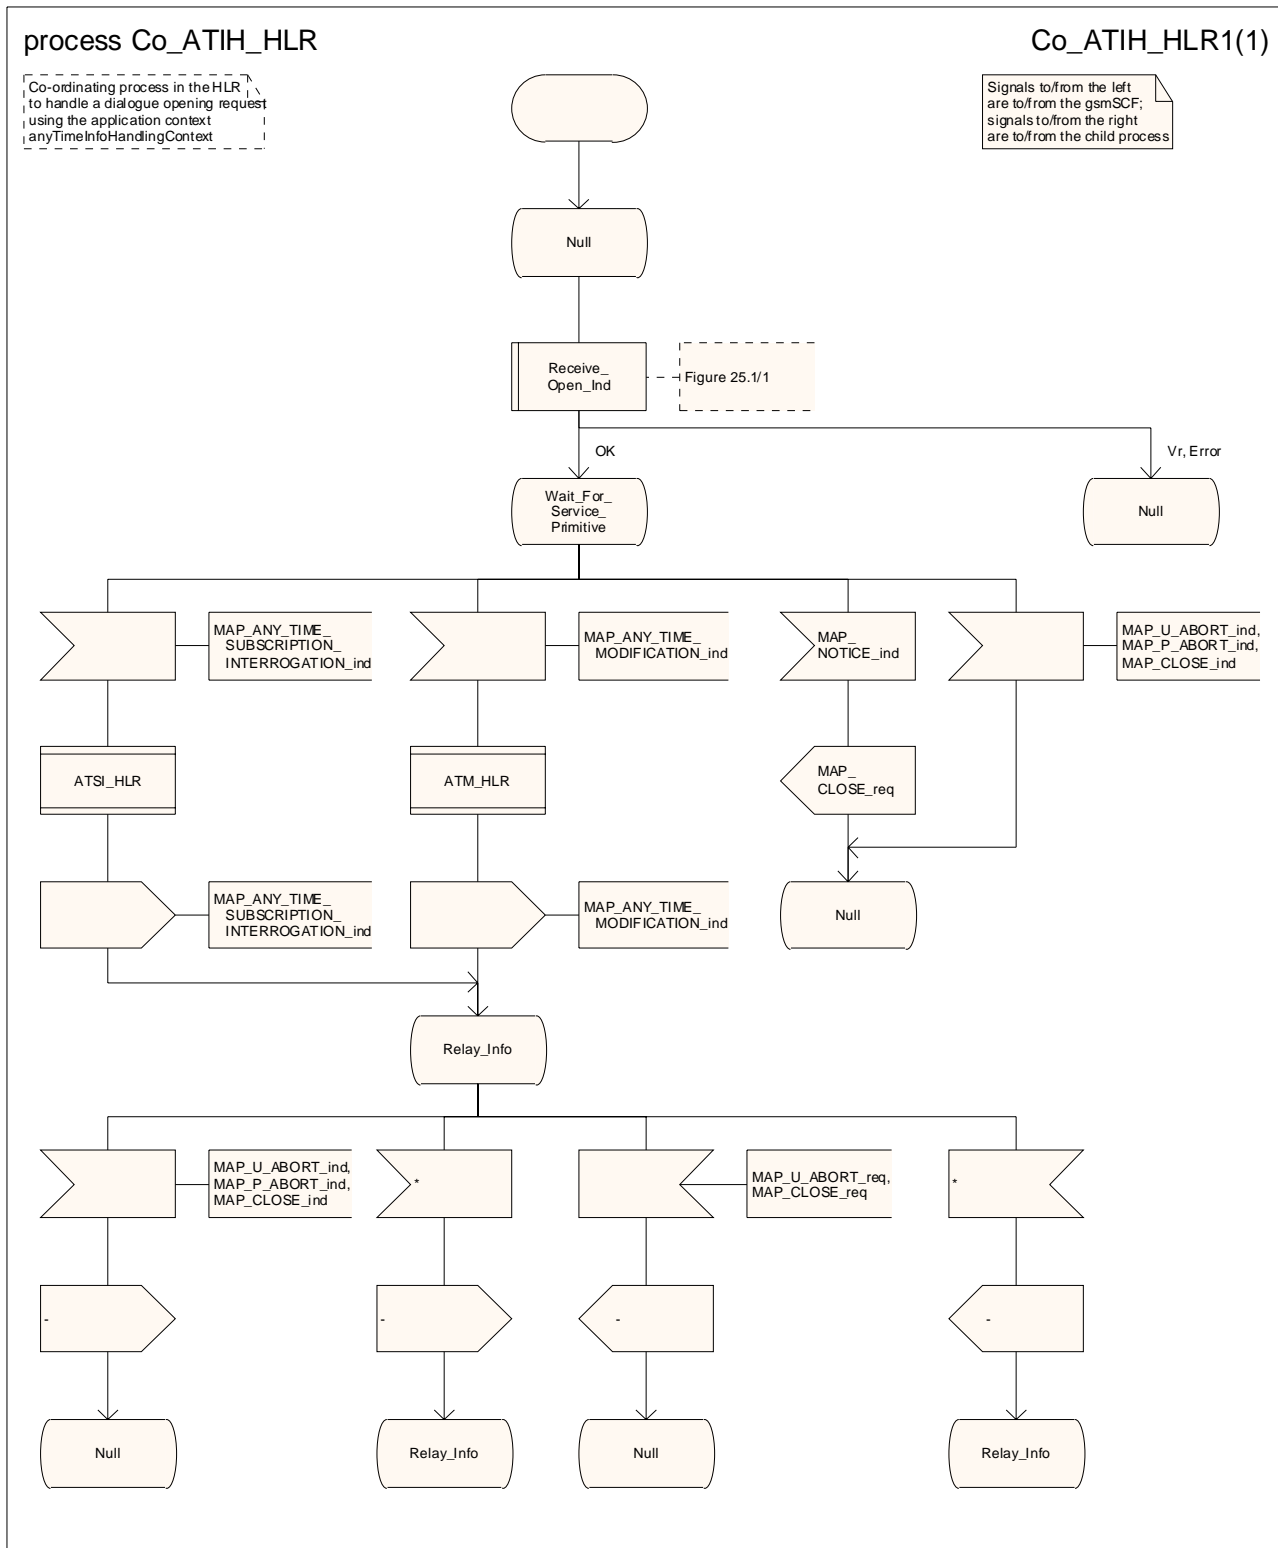 process Co_ATIH_HLR
Co_ATIH_HLR1(1)
Co-ordinating process in the HLR
to handle a dialogue opening request
using the application context
anyTimeInfoHandlingContext
Signals to/from the left
are to/from the gsmSCF;
signals to/from the right
are to/from the child process
Null
Receive_
Open_Ind
Figure 25.1/1
OK
Vr, Error
Wait_For_
Service_
Primitive
Null
MAP_ANY_TIME_
SUBSCRIPTION_
INTERROGATION_ind
MAP_ANY_TIME_
MODIFICATION_ind
MAP_
NOTICE_ind
MAP_U_ABORT_ind,
MAP_P_ABORT_ind,
MAP_CLOSE_ind
ATSI_HLR
ATM_HLR
MAP_
CLOSE_req
MAP_ANY_TIME_
SUBSCRIPTION_
INTERROGATION_ind
MAP_ANY_TIME_
MODIFICATION_ind
Null
Relay_Info
MAP_U_ABORT_ind,
MAP_P_ABORT_ind,
MAP_CLOSE_ind
*
MAP_U_ABORT_req,
MAP_CLOSE_req
*
-
-
-
-
Null
Relay_Info
Null
Relay_Info